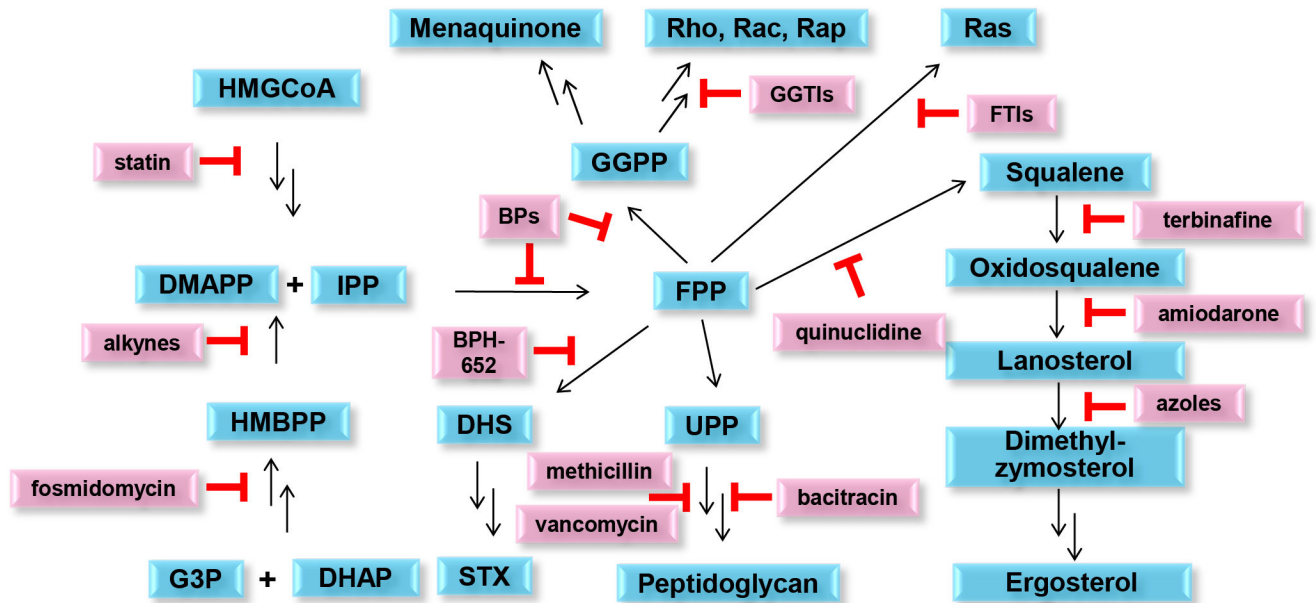 Menaquinone
Rho, Rac, Rap
Ras
HMGCoA
GGTIs
FTIs
statin
GGPP
Squalene
BPs
terbinafine
DMAPP + IPP
FPP
Oxidosqualene
alkynes
BPH-
652
quinuclidine
amiodarone
Lanosterol
azoles
HMBPP
DHS
UPP
Dimethyl-
zymosterol
fosmidomycin
methicillin
vancomycin
bacitracin
G3P + DHAP
STX
Peptidoglycan
Ergosterol